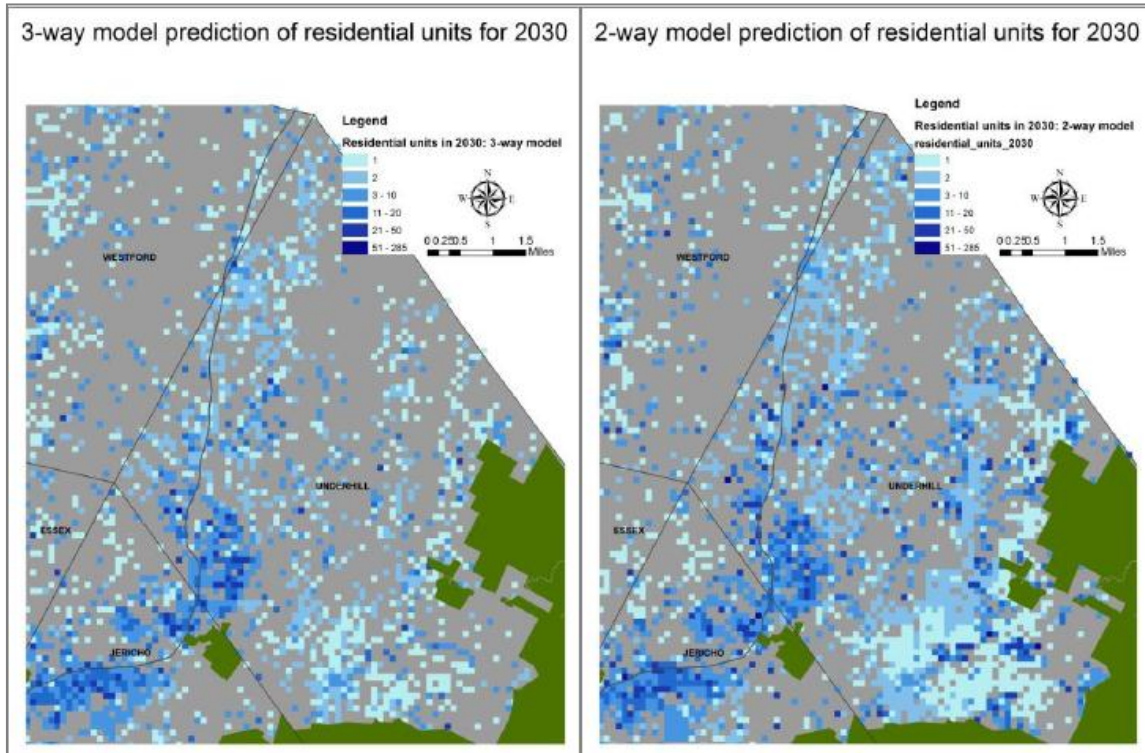 3-way model prediction of residential units for 2030
Legend
Residential units in 2030: 3-way model
1
2
3 - 10
11 - 20
21 - 50
51 - 285
N
W E
S
0 0.250.5 1 1.5
Miles
WESTFORD
UNDERHILL
ESSEX
JERICHO
2-way model prediction of residential units for 2030
Legend
Residential units in 2030: 2-way model
residential_units_2030
1
2
3 - 10
11 - 20
21 - 50
51 - 285
N
W E
S
0 0.250.5 1 1.5
Miles
WESTFORD
UNDERHILL
ESSEX
JERICHO